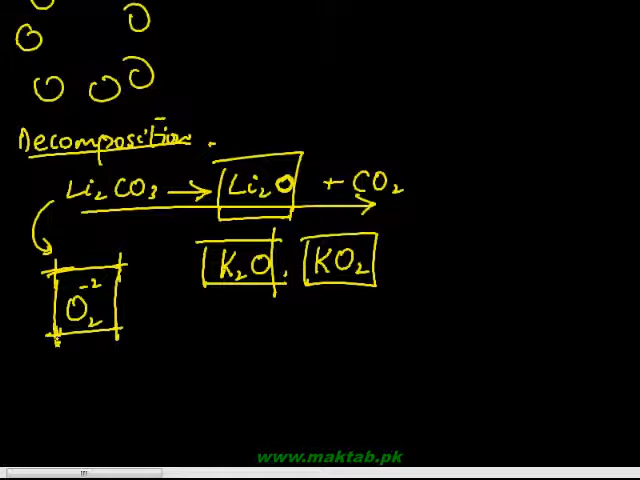 Decomposition.
Li₂CO₃ → Li₂O + CO₂
K₂O, KO₂
O₂⁻²
www.maktab.pk